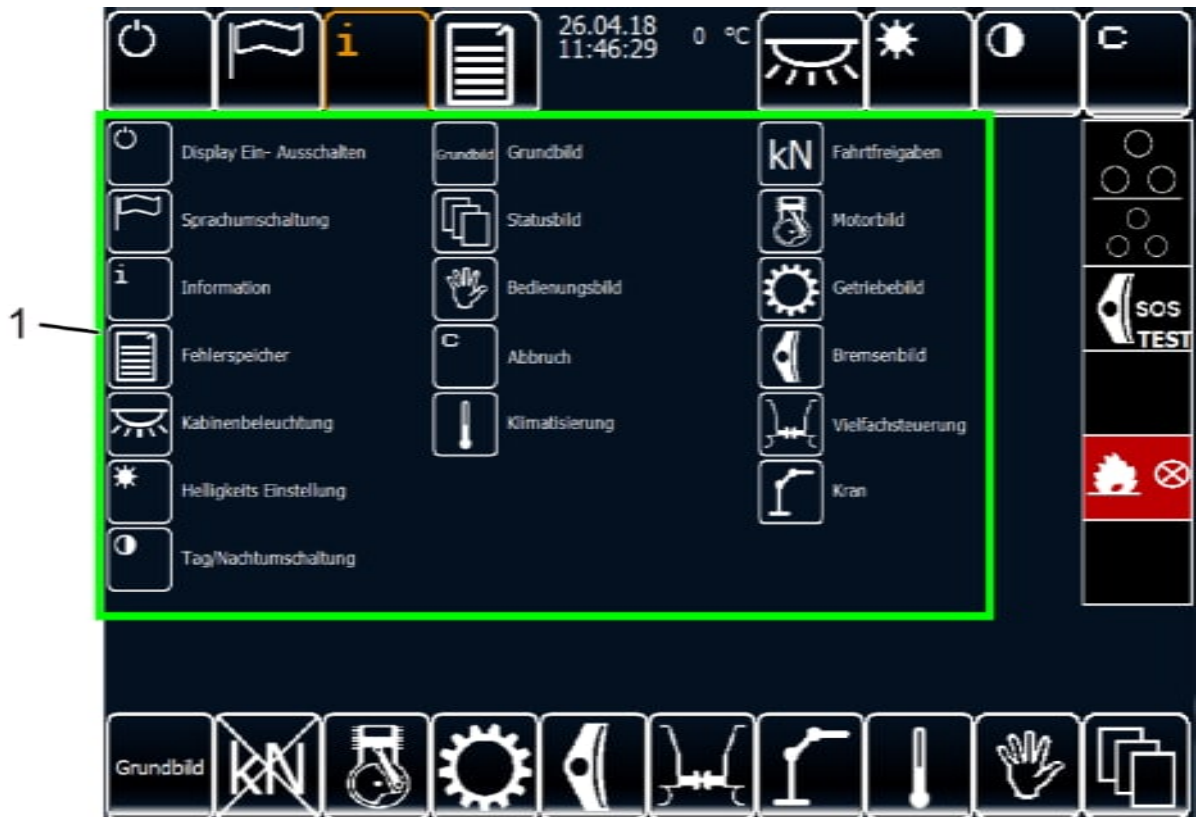 i
26.04.18
11:46:29
0 °C
c
1
Display Ein- Ausschalten
Sprachumschaltung
i
Information
Fehlerspeicher
Kabinenbeleuchtung
Helligkeits Einstellung
Tag/Nachtumschaltung
Grundbild
Grundbild
Statusbild
Bedienungsbild
c
Abbruch
Klimatisierung
kN
Fahrtfreigaben
Motorbild
Getriebebild
Bremsenbild
Vielfachsteuerung
Kran
SOS
TEST
Grundbild
kN